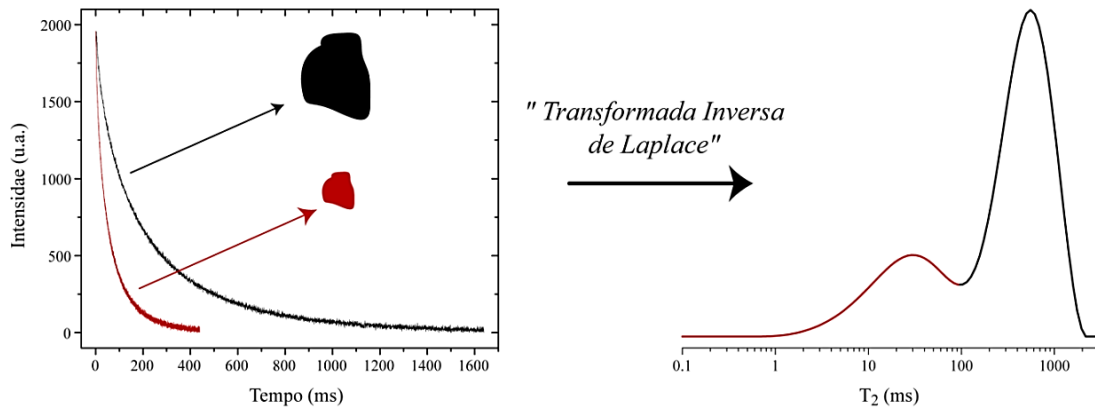 Intensidae (u.a.)
2000
1500
1000
500
0
0 200 400 600 800 1000 1200 1400 1600
Tempo (ms)
" Transformada Inversa
de Laplace"
0.1 1 10 100 1000
T₂ (ms)